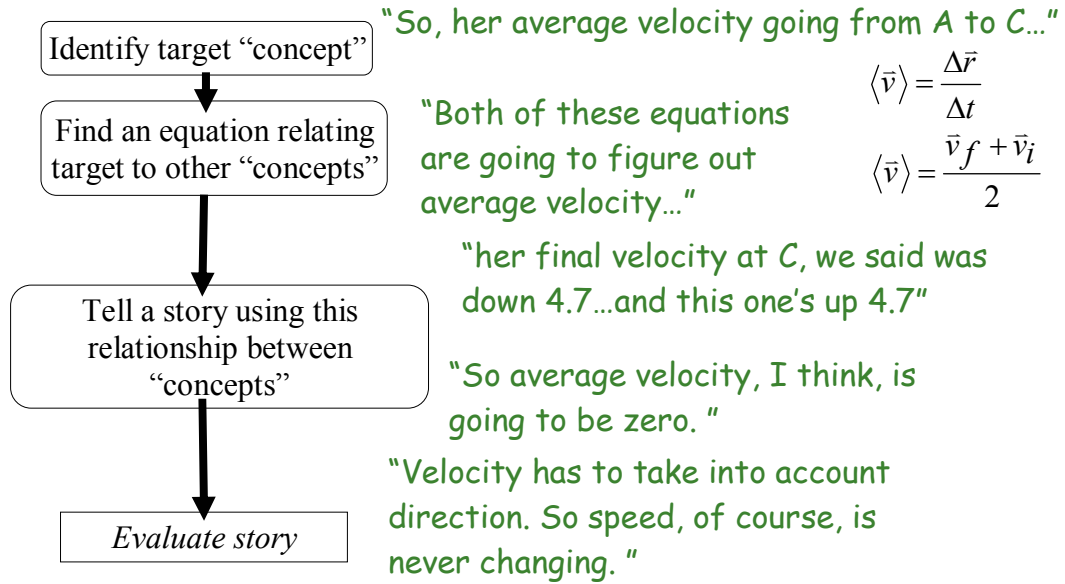 “So, her average velocity going from A to C…”
Identify target “concept”
⟨v⃗⟩ = Δr⃗ / Δt
Find an equation relating
target to other “concepts”
“Both of these equations
are going to figure out
average velocity…”
⟨v⃗⟩ = (v⃗f + v⃗i) / 2
“her final velocity at C, we said was
down 4.7…and this one’s up 4.7”
Tell a story using this
relationship between
“concepts”
“So average velocity, I think, is
going to be zero. ”
“Velocity has to take into account
direction. So speed, of course, is
never changing. ”
Evaluate story